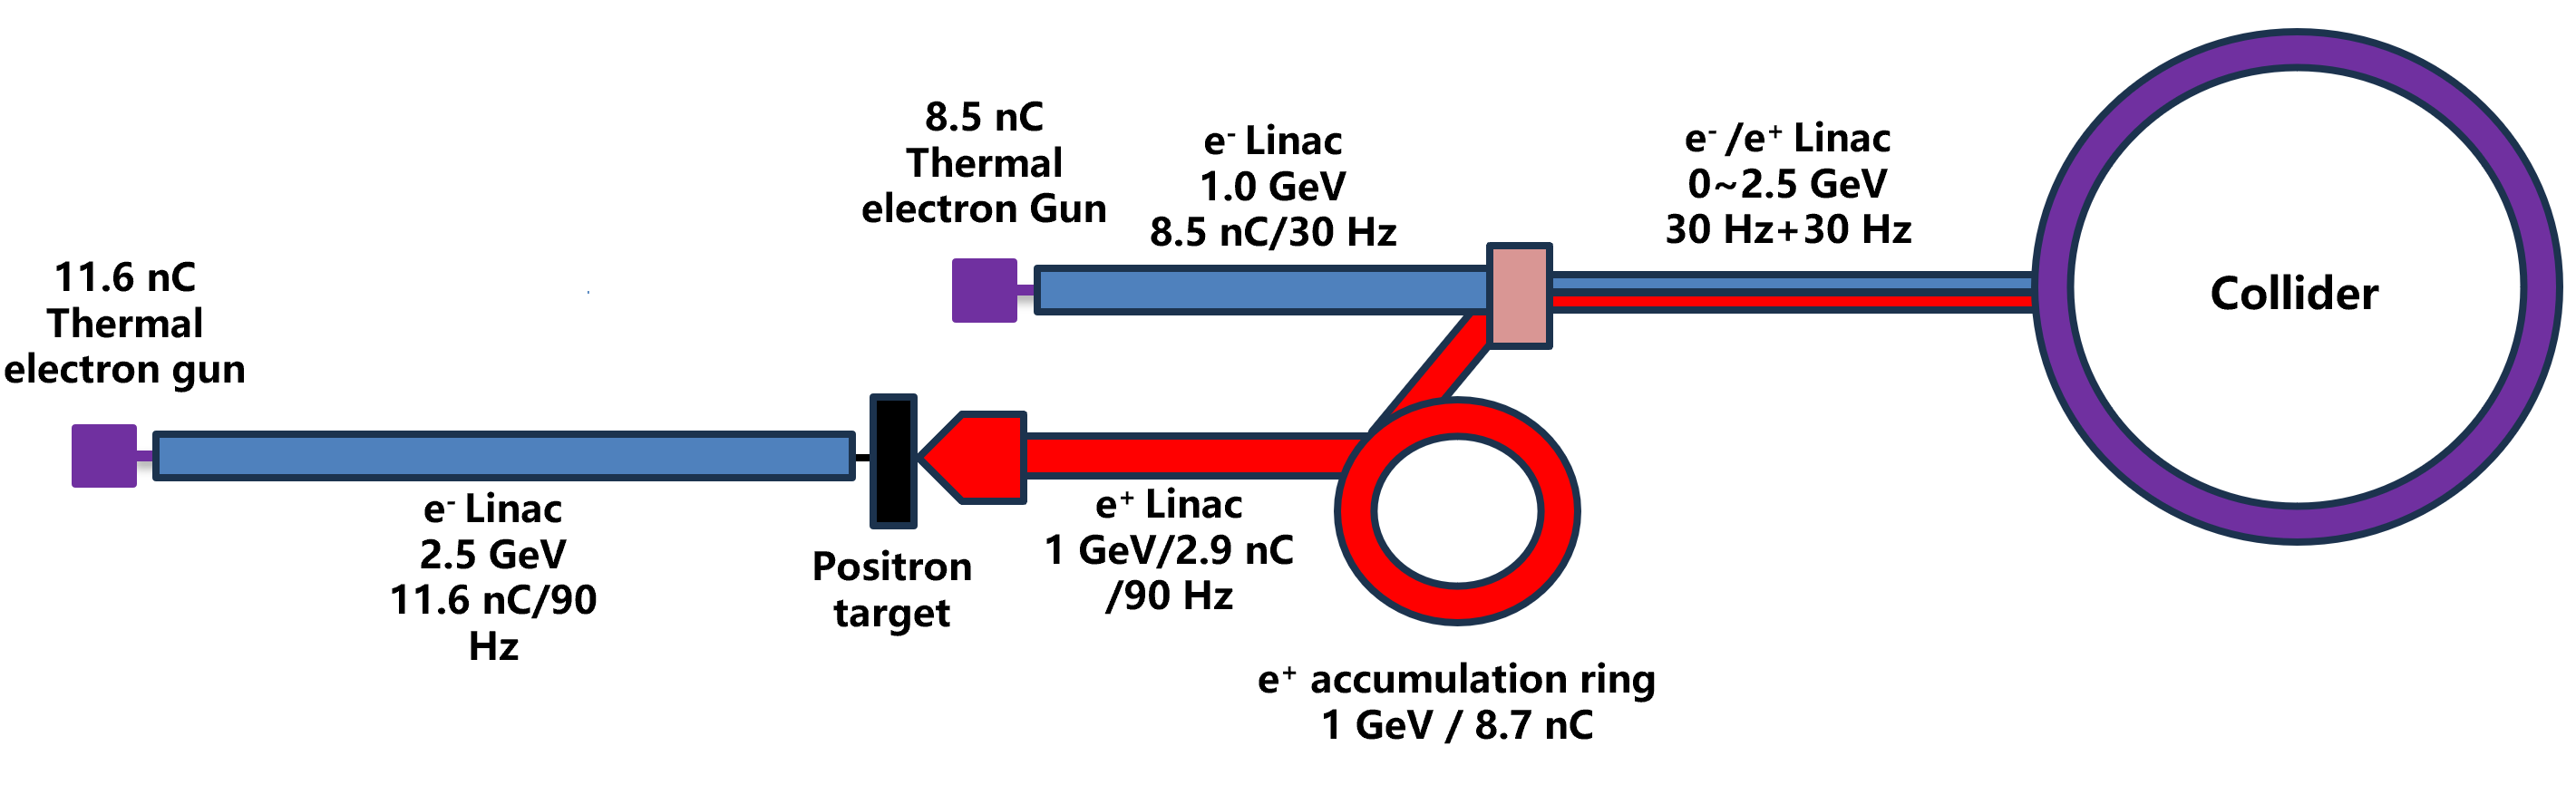 11.6 nC
Thermal
electron gun
e⁻ Linac
2.5 GeV
11.6 nC/90
Hz
Positron
target
8.5 nC
Thermal
electron Gun
e⁻ Linac
1.0 GeV
8.5 nC/30 Hz
e⁺ Linac
1 GeV/2.9 nC
/90 Hz
e⁺ accumulation ring
1 GeV / 8.7 nC
e⁻ /e⁺ Linac
0~2.5 GeV
30 Hz+30 Hz
Collider